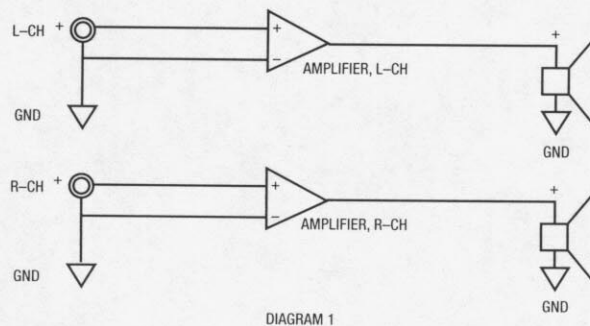 L–CH +
+
–
AMPLIFIER, L–CH
+
GND
GND
R–CH +
+
–
AMPLIFIER, R–CH
+
GND
GND
DIAGRAM 1